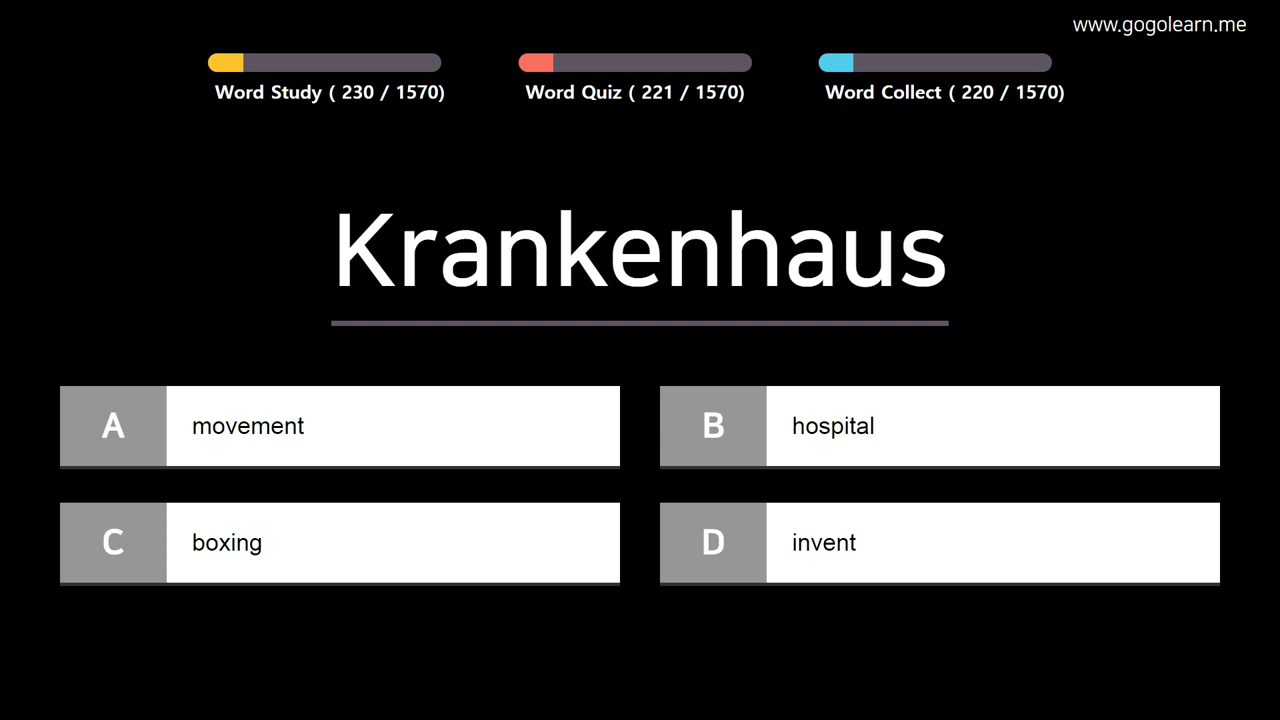 www.gogolearn.me
Word Study ( 230 / 1570)
Word Quiz ( 221 / 1570)
Word Collect ( 220 / 1570)
Krankenhaus
A movement
B hospital
C boxing
D invent